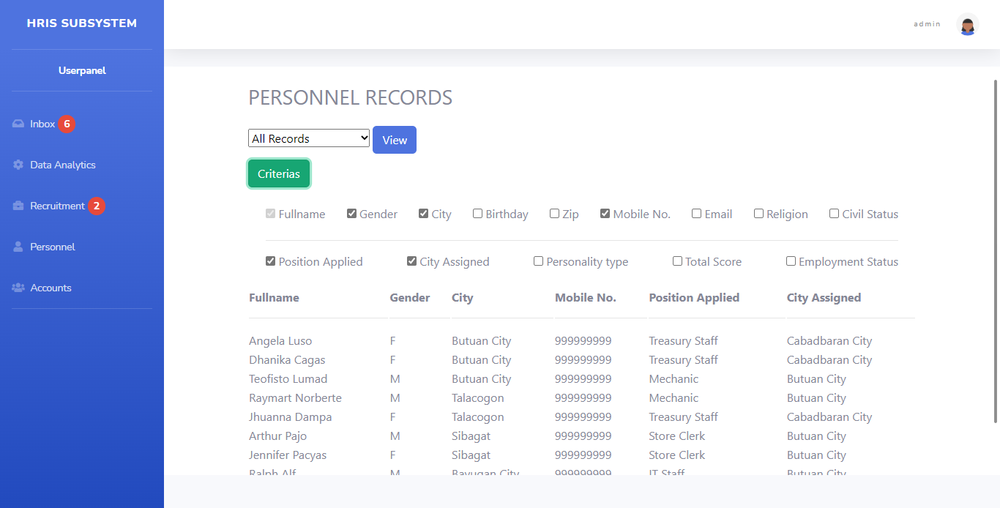 HRIS SUBSYSTEM
admin
Userpanel
Inbox 6
Data Analytics
Recruitment 2
Personnel
Accounts
PERSONNEL RECORDS
All Records View
Criterias
Fullname Gender City Birthday Zip Mobile No. Email Religion Civil Status
Position Applied City Assigned Personality type Total Score Employment Status
Fullname Gender City Mobile No. Position Applied City Assigned
Angela Luso F Butuan City 999999999 Treasury Staff Cabadbaran City
Dhanika Cagas F Butuan City 999999999 Treasury Staff Cabadbaran City
Teofisto Lumad M Butuan City 999999999 Mechanic Butuan City
Raymart Norberte M Talacogon 999999999 Mechanic Butuan City
Jhuanna Dampa F Talacogon 999999999 Treasury Staff Cabadbaran City
Arthur Pajo M Sibagat 999999999 Store Clerk Butuan City
Jennifer Pacyas F Sibagat 999999999 Store Clerk Butuan City
Ralph Alf M Bayugan City 999999999 IT Staff Butuan City